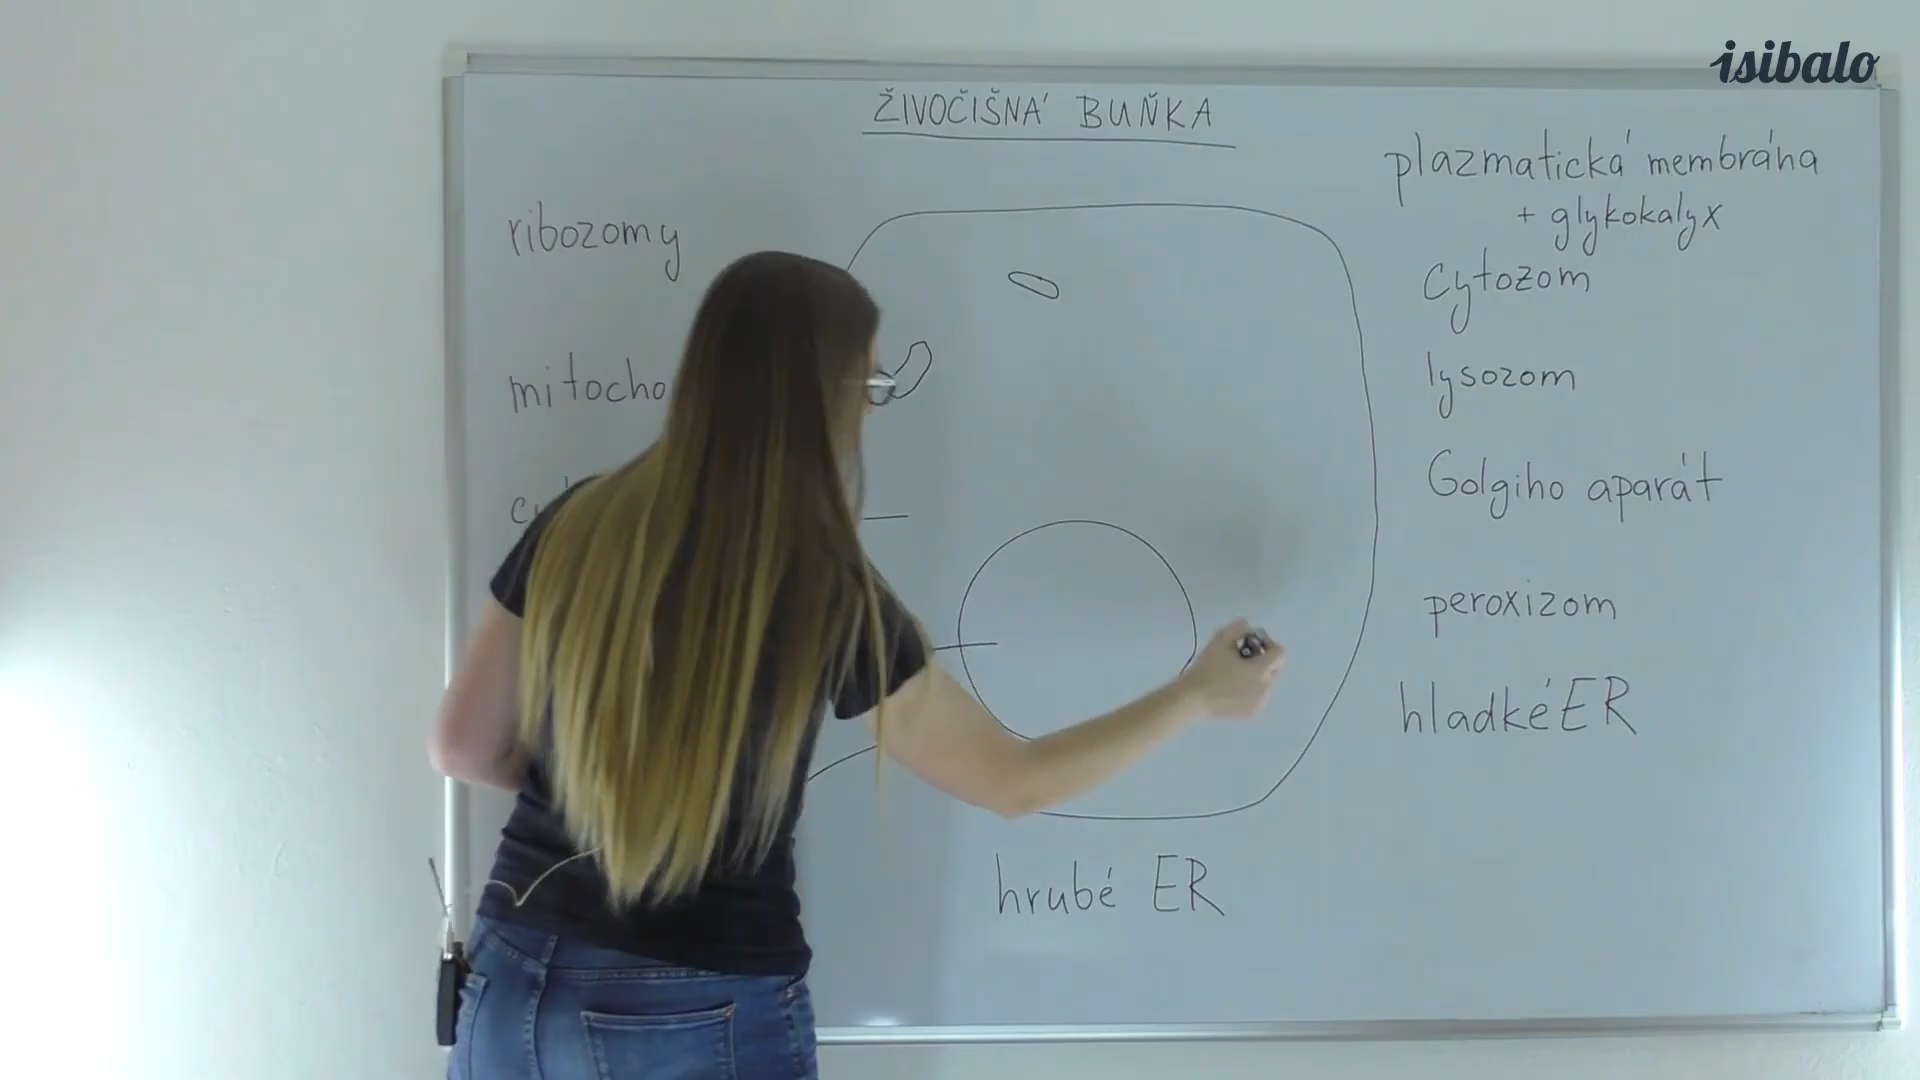 isibalo
ŽIVOČIŠNÁ BUŇKA
plazmatická membrána
+ glykokalyx
ribozomy
cytozom
lysozom
Golgiho aparát
peroxizom
hladké ER
hrubé ER